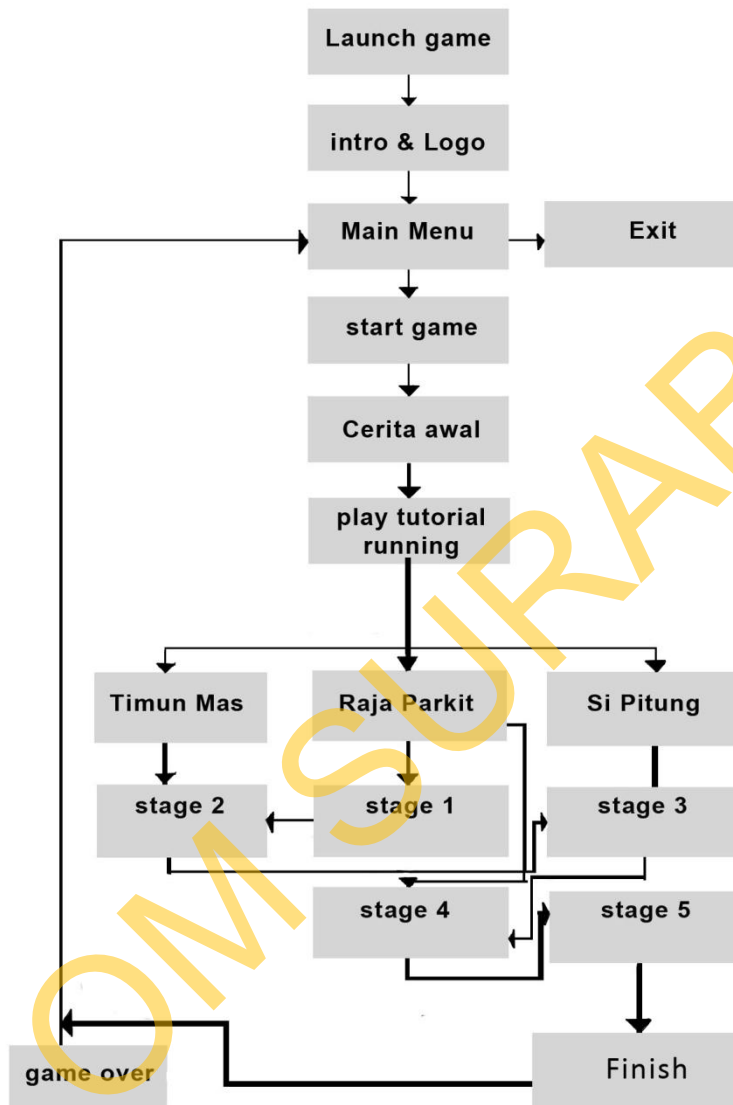 Launch game
intro & Logo
Main Menu
Exit
start game
Cerita awal
play tutorial
running
Timun Mas
Raja Parkit
Si Pitung
stage 2
stage 1
stage 3
stage 4
stage 5
game over
Finish
OM SURAB